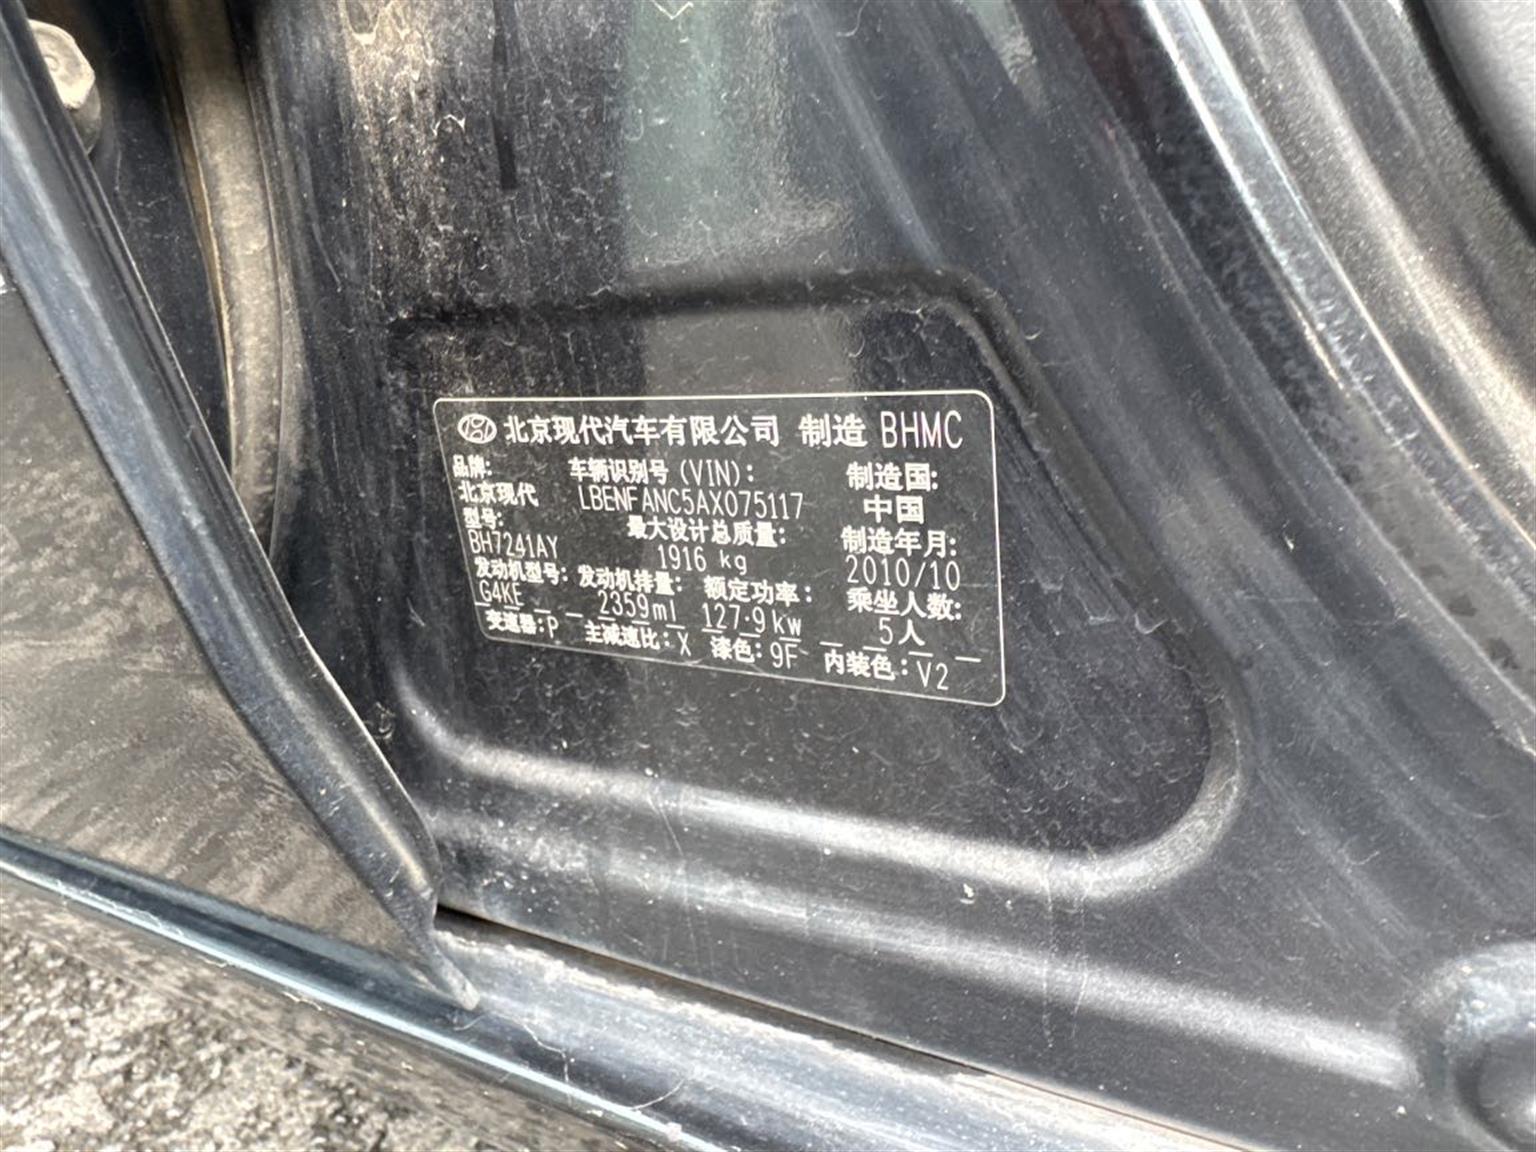 北京现代汽车有限公司 制造 BHMC
品牌: 车辆识别号(VIN): 制造国:
北京现代 LBENFANC5AX075117 中国
型号: 最大设计总质量: 制造年月:
BH7241AY 1916 kg 2010/10
发动机型号: 发动机排量: 额定功率: 乘坐人数:
G4KE 2359ml 127.9kw 5人
变速器:P 主减速比:X 漆色:9F 内装色:V2